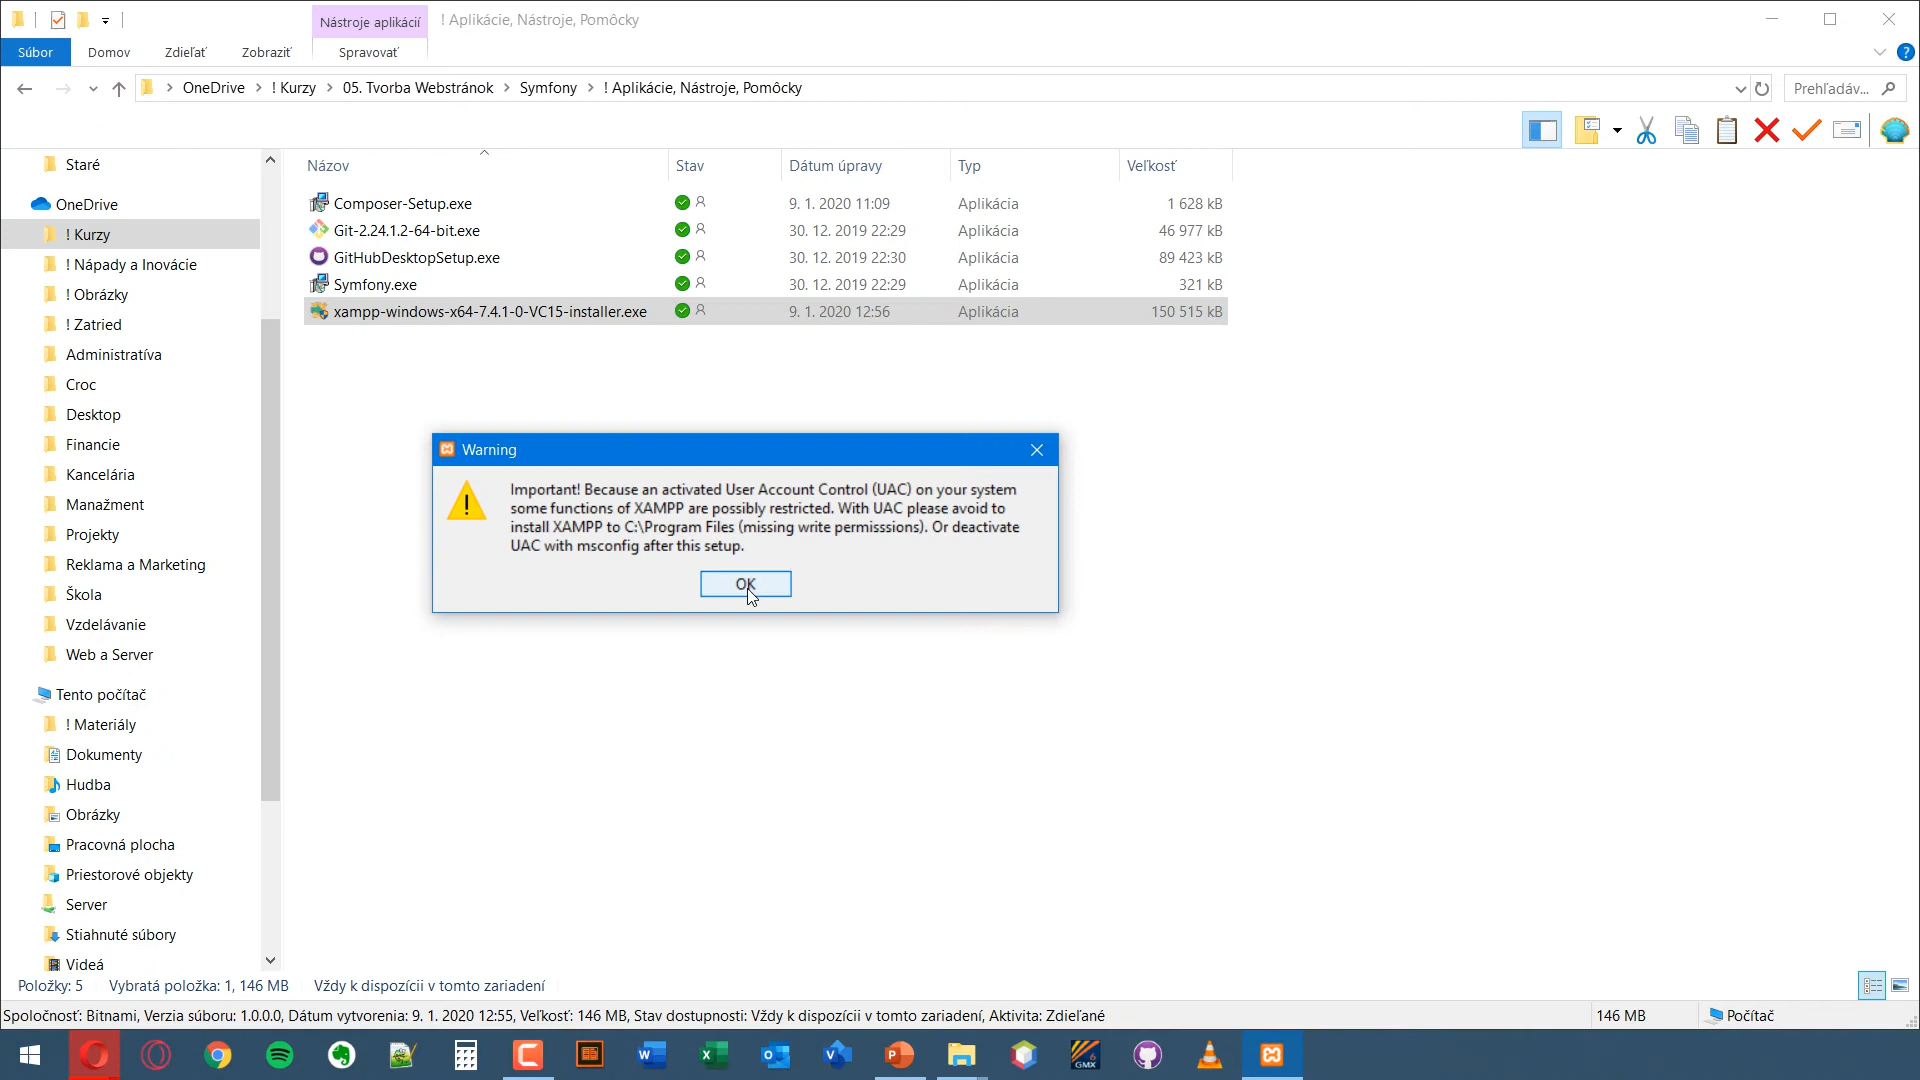 Nástroje aplikácií
! Aplikácie, Nástroje, Pomôcky
Súbor
Domov
Zdieľať
Zobraziť
Spravovať
OneDrive > ! Kurzy > 05. Tvorba Webstránok > Symfony > ! Aplikácie, Nástroje, Pomôcky
Prehľadáv...
Názov
Stav
Dátum úpravy
Typ
Veľkosť
Composer-Setup.exe 9. 1. 2020 11:09 Aplikácia 1 628 kB
Git-2.24.1.2-64-bit.exe 30. 12. 2019 22:29 Aplikácia 46 977 kB
GitHubDesktopSetup.exe 30. 12. 2019 22:30 Aplikácia 89 423 kB
Symfony.exe 30. 12. 2019 22:29 Aplikácia 321 kB
xampp-windows-x64-7.4.1-0-VC15-installer.exe 9. 1. 2020 12:56 Aplikácia 150 515 kB
Staré
OneDrive
! Kurzy
! Nápady a Inovácie
! Obrázky
! Zatried
Administratíva
Croc
Desktop
Financie
Kancelária
Manažment
Projekty
Reklama a Marketing
Škola
Vzdelávanie
Web a Server
Tento počítač
! Materiály
Dokumenty
Hudba
Obrázky
Pracovná plocha
Priestorové objekty
Server
Stiahnuté súbory
Videá
Warning
Important! Because an activated User Account Control (UAC) on your system
some functions of XAMPP are possibly restricted. With UAC please avoid to
install XAMPP to C:\Program Files (missing write permisssions). Or deactivate
UAC with msconfig after this setup.
OK
Položky: 5
Vybratá položka: 1, 146 MB
Vždy k dispozícii v tomto zariadení
Spoločnosť: Bitnami, Verzia súboru: 1.0.0.0, Dátum vytvorenia: 9. 1. 2020 12:55, Veľkosť: 146 MB, Stav dostupnosti: Vždy k dispozícii v tomto zariadení, Aktivita: Zdieľané
146 MB
Počítač